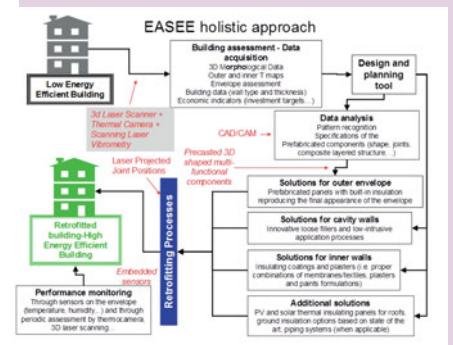 EASEE holistic approach
Low Energy
Efficient Building
Building assessment - Data
acquisition
3D Morphological Data
Outer and inner T maps
Envelope assessment
Building data (wall type and thickness)
Economic indicators (investment targets…)
Design and
planning
tool
3d Laser Scanner +
Thermal Camera +
Scanning Laser
Vibrometry
CAD/CAM
Data analysis
Pattern recognition
Specifications of the
Prefabricated components (shape, joints.
composite layered structure…)
Laser Projected
Joint Positions
Precasted 3D
shaped multi-
functional
components
Solutions for outer envelope
Prefabricated panels with built-in insulation
reproducing the final appearance of the envelope
Retrofitting Processes
Solutions for cavity walls
Innovative loose fillers and low-intrusive
application processes
Retrofitted
building-High
Energy Efficient
Building
Solutions for inner walls
Insulating coatings and plasters (i.e. proper
combinations of membranes/textiles, plasters
and paints formulations)
Embedded
sensors
Performance monitoring
Through sensors on the envelope
(temperature, humidity…) and through
periodic assessment by thermocamera.
3D laser scanning…
Additional solutions
PV and solar thermal insulating panels for roofs.
ground insulation options based on state of the
art. piping systems (when applicable)